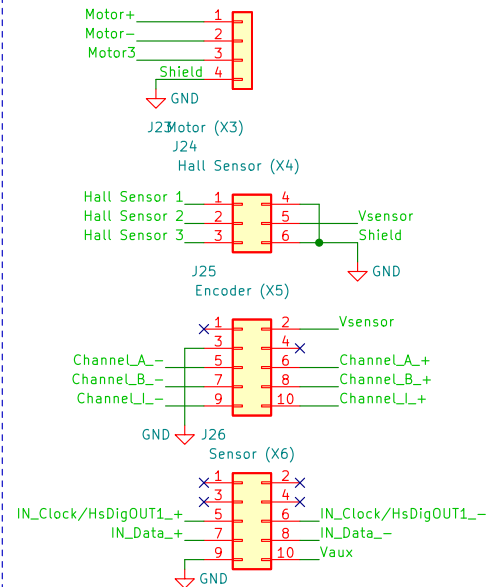 Motor+ 1
Motor- 2
Motor3 3
Shield 4
GND
J23 Motor (X3)
J24
Hall Sensor (X4)
Hall Sensor 1 1 4
Hall Sensor 2 2 5 Vsensor
Hall Sensor 3 3 6 Shield
GND
J25
Encoder (X5)
1 2 Vsensor
3 4
Channel_A_- 5 6 Channel_A_+
Channel_B_- 7 8 Channel_B_+
Channel_I_- 9 10 Channel_I_+
GND J26
Sensor (X6)
1 2
3 4
IN_Clock/HsDigOUT1_+ 5 6 IN_Clock/HsDigOUT1_-
IN_Data_+ 7 8 IN_Data_-
9 10 Vaux
GND